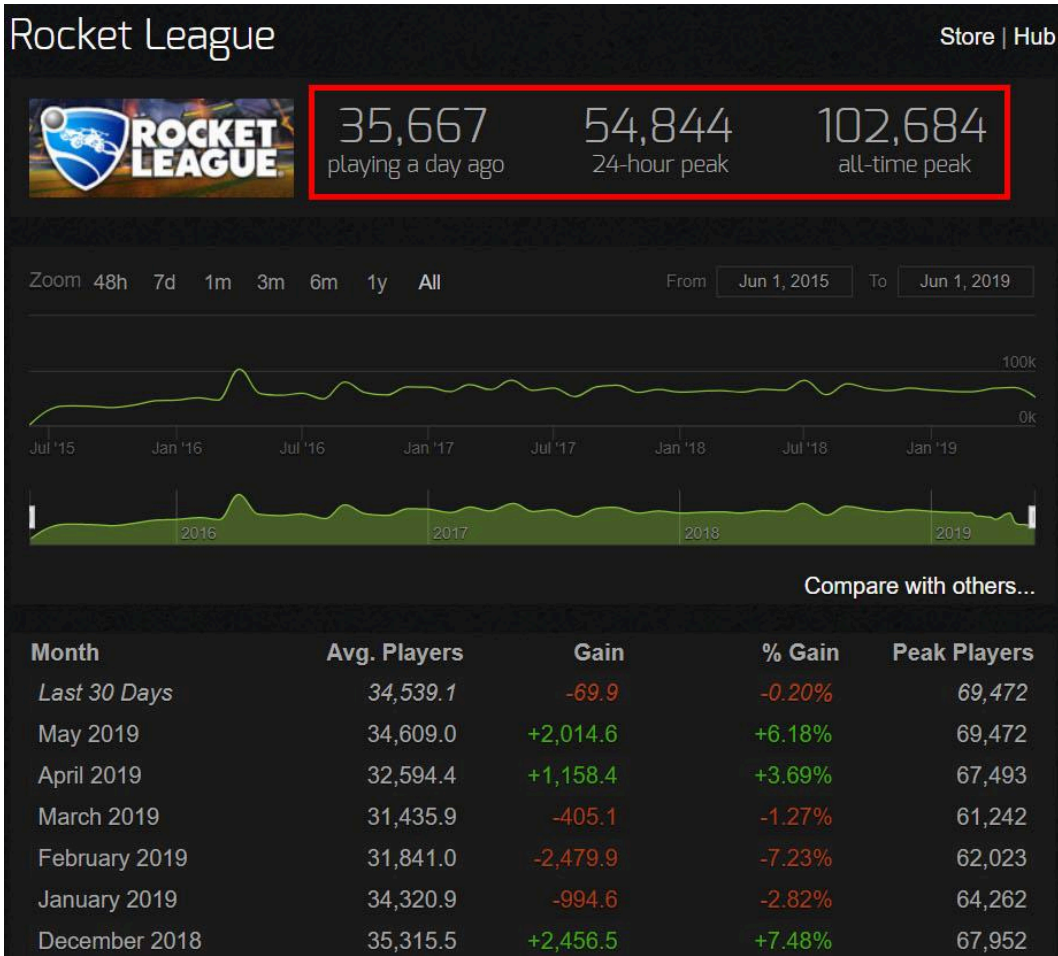 Rocket League
Store | Hub
ROCKET
LEAGUE
35,667 54,844 102,684
playing a day ago 24-hour peak all-time peak
Zoom 48h 7d 1m 3m 6m 1y All From Jun 1, 2015 To Jun 1, 2019
100k
0k
Jul '15 Jan '16 Jul '16 Jan '17 Jul '17 Jan '18 Jul '18 Jan '19
2016 2017 2018 2019
Compare with others...
Month Avg. Players Gain % Gain Peak Players
Last 30 Days 34,539.1 -69.9 -0.20% 69,472
May 2019 34,609.0 +2,014.6 +6.18% 69,472
April 2019 32,594.4 +1,158.4 +3.69% 67,493
March 2019 31,435.9 -405.1 -1.27% 61,242
February 2019 31,841.0 -2,479.9 -7.23% 62,023
January 2019 34,320.9 -994.6 -2.82% 64,262
December 2018 35,315.5 +2,456.5 +7.48% 67,952